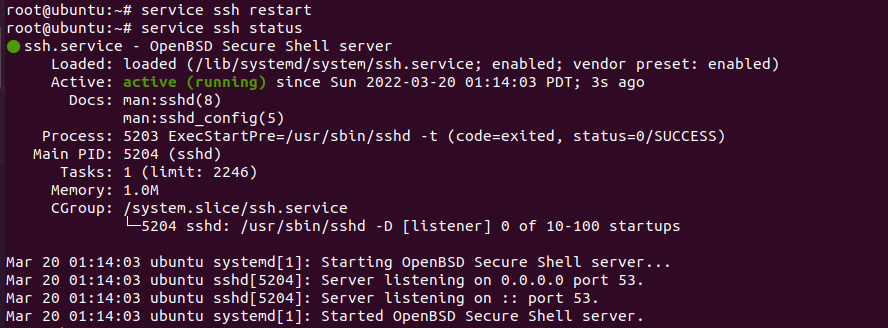 root@ubuntu:~# service ssh restart
root@ubuntu:~# service ssh status
● ssh.service - OpenBSD Secure Shell server
     Loaded: loaded (/lib/systemd/system/ssh.service; enabled; vendor preset: enabled)
     Active: active (running) since Sun 2022-03-20 01:14:03 PDT; 3s ago
       Docs: man:sshd(8)
             man:sshd_config(5)
    Process: 5203 ExecStartPre=/usr/sbin/sshd -t (code=exited, status=0/SUCCESS)
   Main PID: 5204 (sshd)
      Tasks: 1 (limit: 2246)
     Memory: 1.0M
     CGroup: /system.slice/ssh.service
             └─5204 sshd: /usr/sbin/sshd -D [listener] 0 of 10-100 startups

Mar 20 01:14:03 ubuntu systemd[1]: Starting OpenBSD Secure Shell server...
Mar 20 01:14:03 ubuntu sshd[5204]: Server listening on 0.0.0.0 port 53.
Mar 20 01:14:03 ubuntu sshd[5204]: Server listening on :: port 53.
Mar 20 01:14:03 ubuntu systemd[1]: Started OpenBSD Secure Shell server.